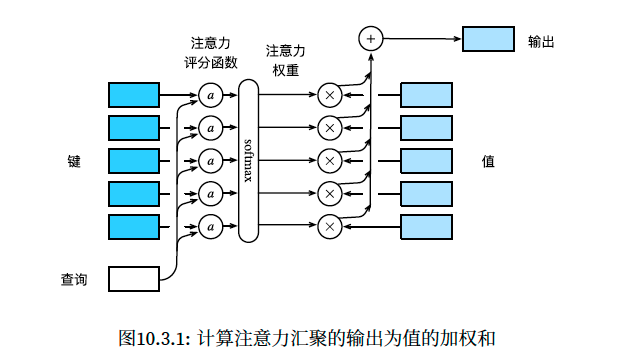 注意力
评分函数
注意力
权重
+
输出
键
a
a
a
a
a
softmax
×
×
×
×
×
值
查询
图10.3.1: 计算注意力汇聚的输出为值的加权和